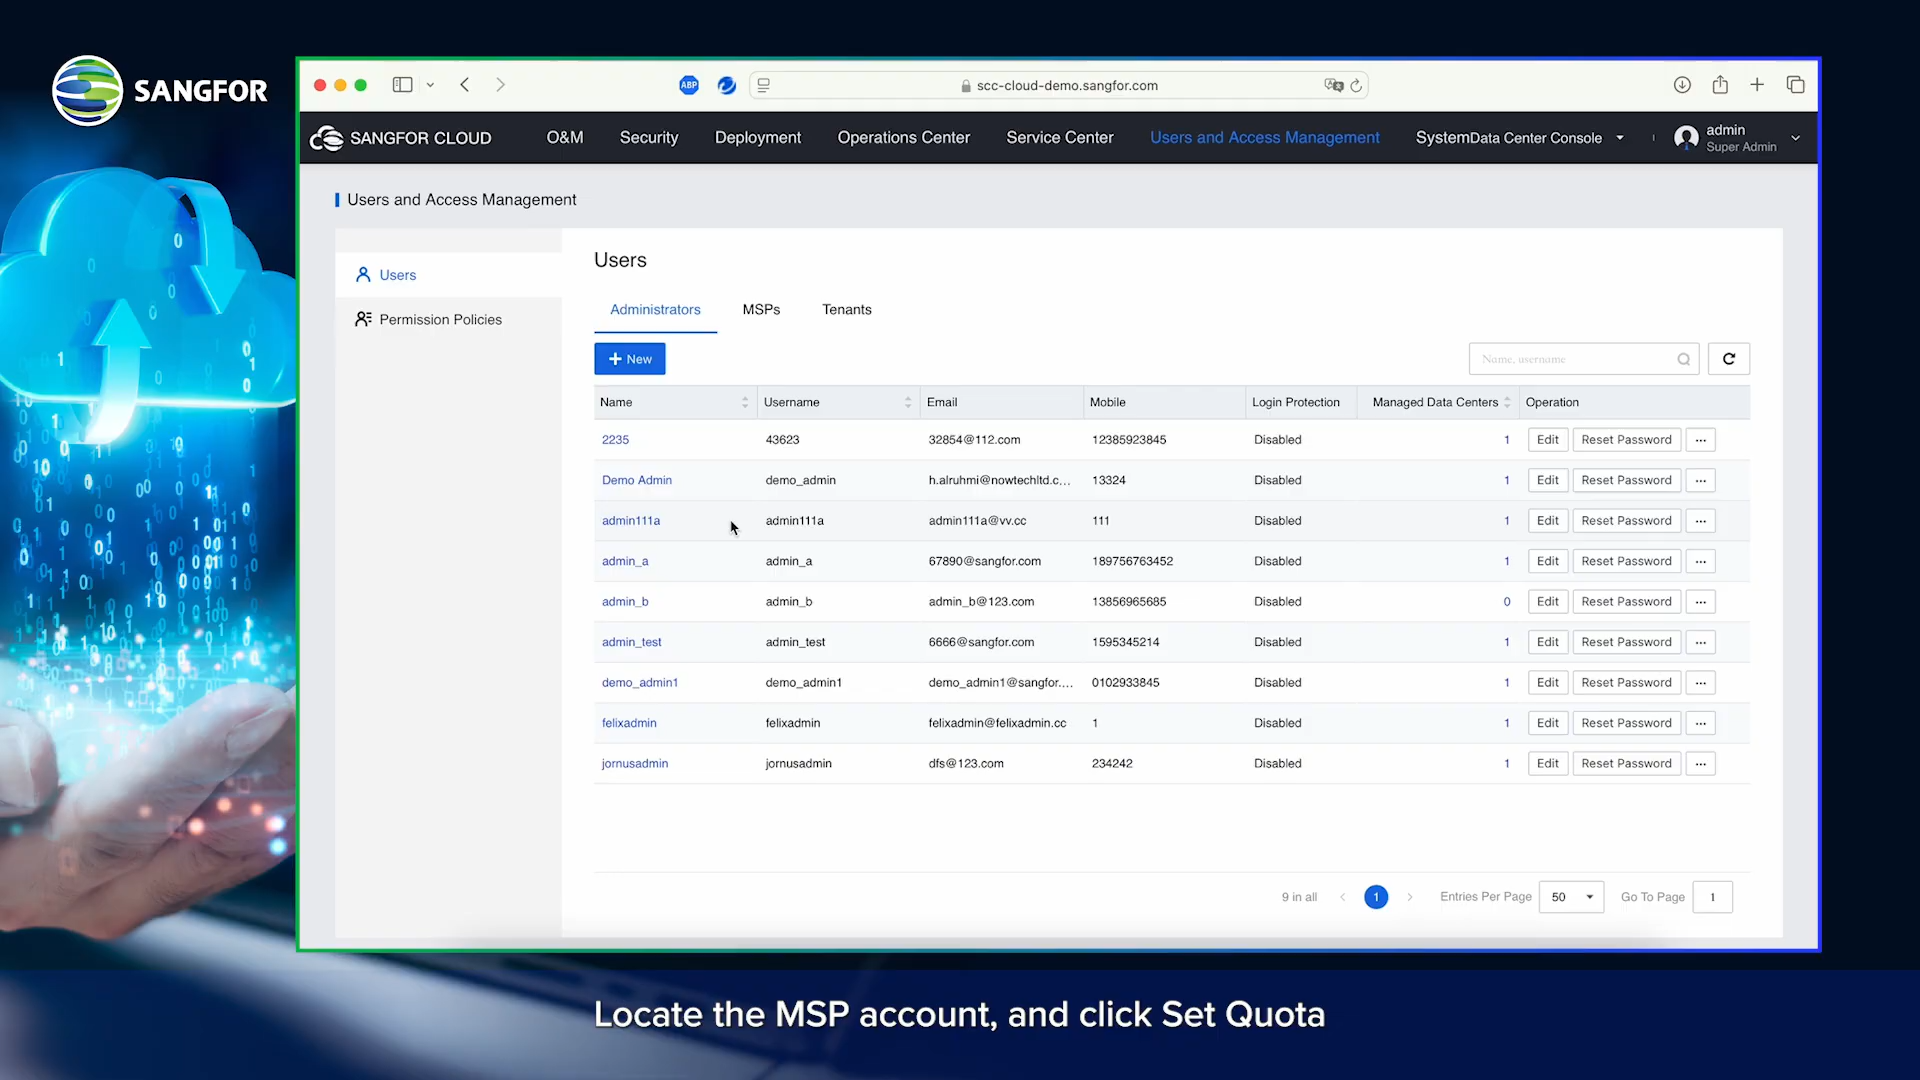 SANGFOR
ABP
scc-cloud-demo.sangfor.com
SANGFOR CLOUD O&M Security Deployment Operations Center Service Center Users and Access Management SystemData Center Console admin
Super Admin
Users and Access Management
Users
Permission Policies
Users
Administrators MSPs Tenants
+ New
Name, username
Name Username Email Mobile Login Protection Managed Data Centers Operation
2235 43623 32854@112.com 12385923845 Disabled 1 Edit Reset Password ...
Demo Admin demo_admin h.alruhmi@nowtechltd.c... 13324 Disabled 1 Edit Reset Password ...
admin111a admin111a admin111a@vv.cc 111 Disabled 1 Edit Reset Password ...
admin_a admin_a 67890@sangfor.com 189756763452 Disabled 1 Edit Reset Password ...
admin_b admin_b admin_b@123.com 13856965685 Disabled 0 Edit Reset Password ...
admin_test admin_test 6666@sangfor.com 1595345214 Disabled 1 Edit Reset Password ...
demo_admin1 demo_admin1 demo_admin1@sangfor.... 0102933845 Disabled 1 Edit Reset Password ...
felixadmin felixadmin felixadmin@felixadmin.cc 1 Disabled 1 Edit Reset Password ...
jornusadmin jornusadmin dfs@123.com 234242 Disabled 1 Edit Reset Password ...
9 in all < 1 > Entries Per Page 50 Go To Page 1
Locate the MSP account, and click Set Quota